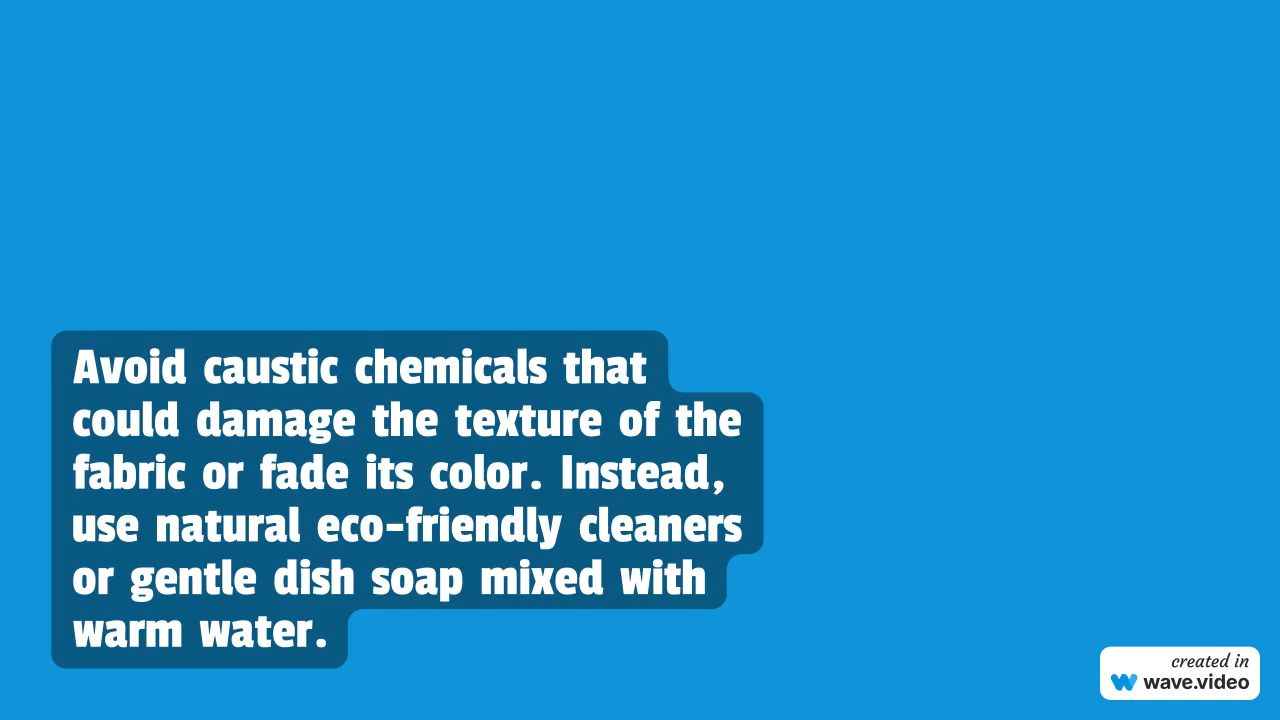 Avoid caustic chemicals that
could damage the texture of the
fabric or fade its color. Instead,
use natural eco-friendly cleaners
or gentle dish soap mixed with
warm water.
created in
wave.video